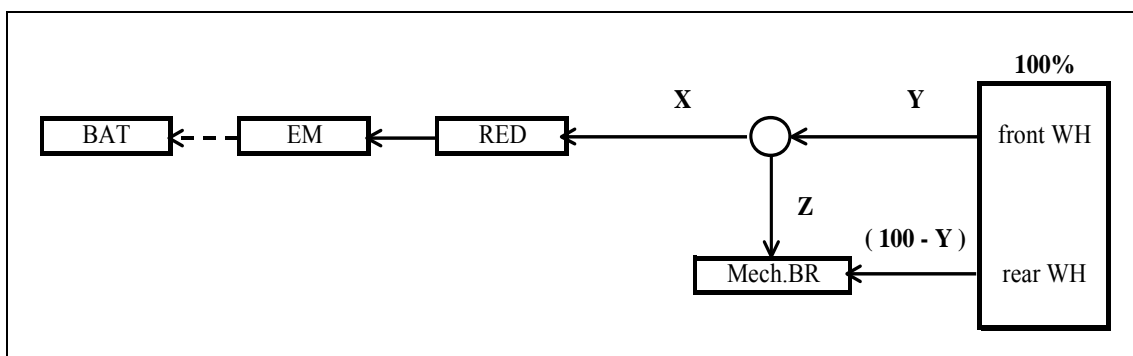 100%
X
Y
BAT
EM
RED
front WH
Z
( 100 - Y )
Mech.BR
rear WH